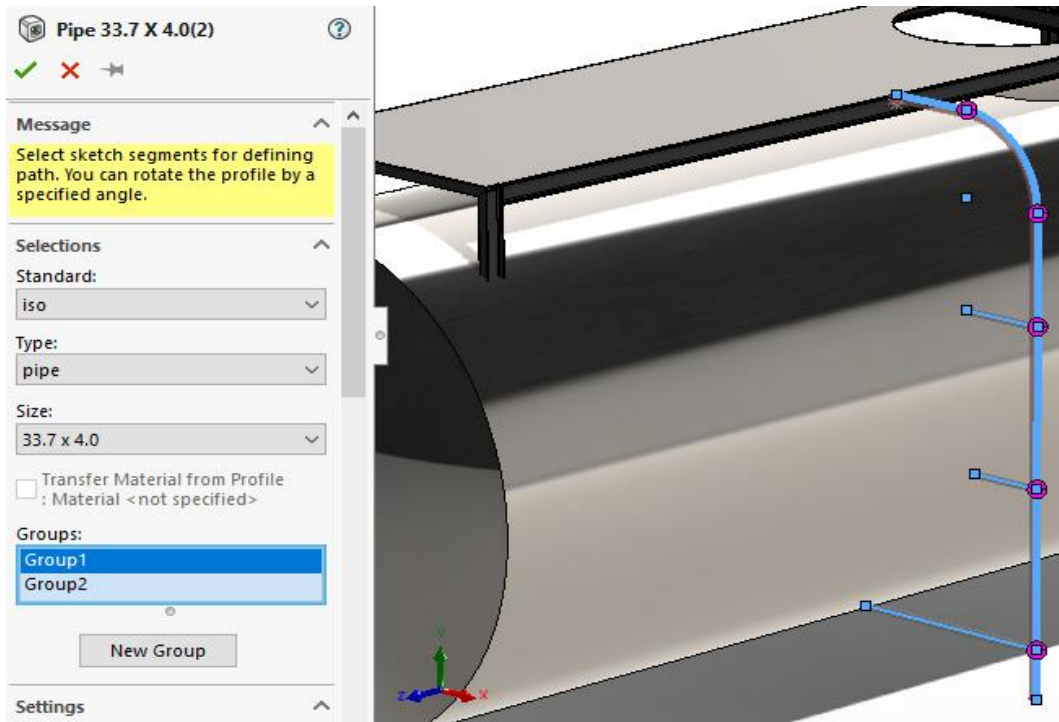 Pipe 33.7 X 4.0(2)
?
Message
Select sketch segments for defining
path. You can rotate the profile by a
specified angle.
Selections
Standard:
iso
Type:
pipe
Size:
33.7 x 4.0
Transfer Material from Profile
: Material <not specified>
Groups:
Group1
Group2
New Group
Settings
Y
Z
X